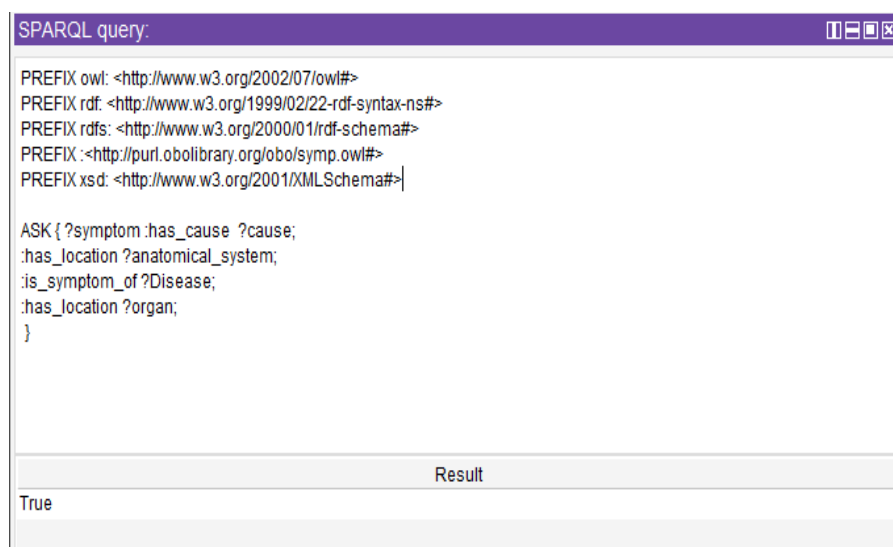 SPARQL query:
PREFIX owl: <http://www.w3.org/2002/07/owl#>
PREFIX rdf: <http://www.w3.org/1999/02/22-rdf-syntax-ns#>
PREFIX rdfs: <http://www.w3.org/2000/01/rdf-schema#>
PREFIX :<http://purl.obolibrary.org/obo/symp.owl#>
PREFIX xsd: <http://www.w3.org/2001/XMLSchema#>
ASK { ?symptom :has_cause  ?cause;
:has_location ?anatomical_system;
:is_symptom_of ?Disease;
:has_location ?organ;
}
Result
True